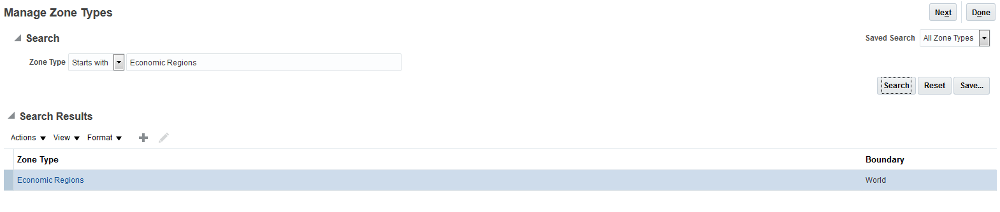 Manage Zone Types
Next Done
Search
Saved Search All Zone Types
Zone Type Starts with Economic Regions
Search Reset Save...
Search Results
Actions View Format
Zone Type Boundary
Economic Regions World